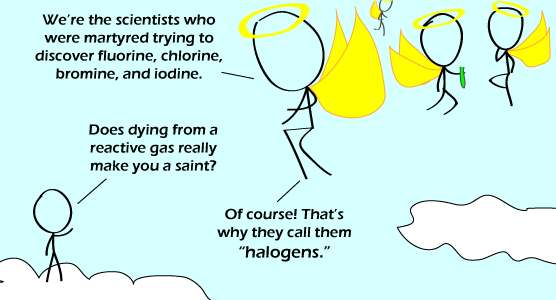 We're the scientists who
were martyred trying to
discover fluorine, chlorine,
bromine, and iodine.
Does dying from a
reactive gas really
make you a saint?
Of course! That's
why they call them
“halogens.”